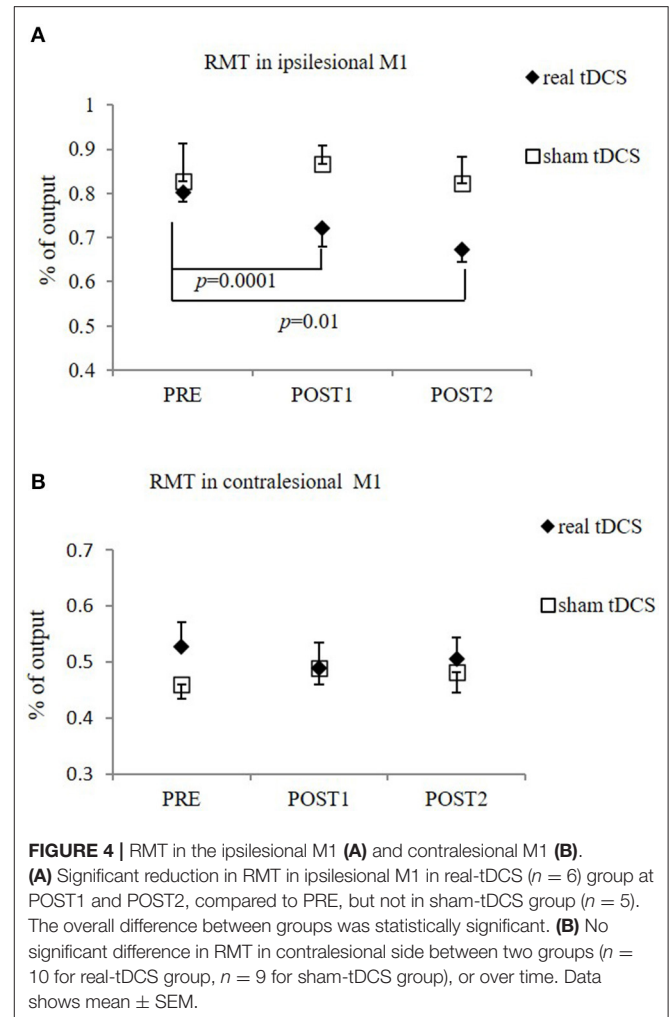 A
RMT in ipsilesional M1
◆ real tDCS
□ sham tDCS
1
0.9
0.8
0.7
0.6
0.5
0.4
% of output
p=0.0001
p=0.01
PRE POST1 POST2
B
RMT in contralesional M1
◆ real tDCS
□ sham tDCS
0.7
0.6
0.5
0.4
0.3
% of output
PRE POST1 POST2
FIGURE 4 | RMT in the ipsilesional M1 (A) and contralesional M1 (B).
(A) Significant reduction in RMT in ipsilesional M1 in real-tDCS (n = 6) group at
POST1 and POST2, compared to PRE, but not in sham-tDCS group (n = 5).
The overall difference between groups was statistically significant. (B) No
significant difference in RMT in contralesional side between two groups (n =
10 for real-tDCS group, n = 9 for sham-tDCS group), or over time. Data
shows mean ± SEM.